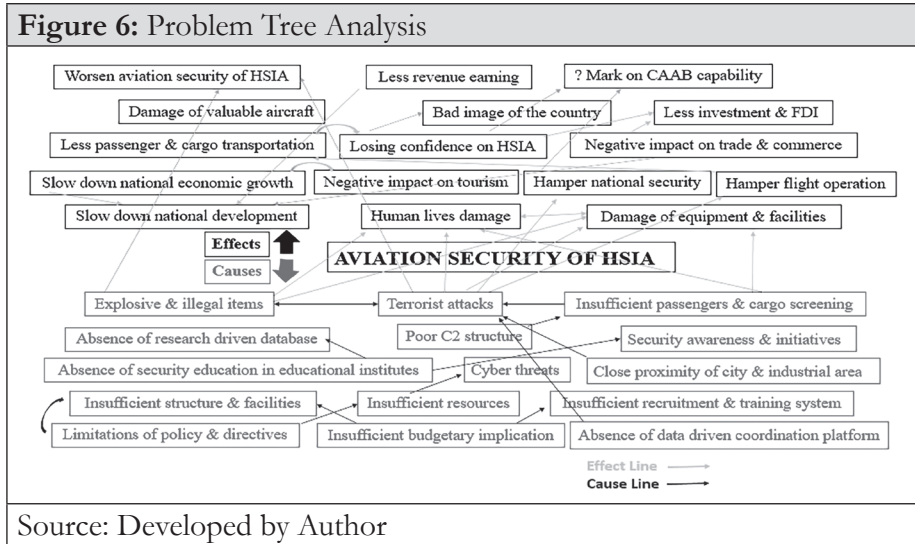 Figure 6: Problem Tree Analysis
Worsen aviation security of HSIA
Less revenue earning
? Mark on CAAB capability
Damage of valuable aircraft
Bad image of the country
Less investment & FDI
Less passenger & cargo transportation
Losing confidence on HSIA
Negative impact on trade & commerce
Slow down national economic growth
Negative impact on tourism
Hamper national security
Hamper flight operation
Slow down national development
Human lives damage
Damage of equipment & facilities
Effects
Causes
AVIATION SECURITY OF HSIA
Explosive & illegal items
Terrorist attacks
Insufficient passengers & cargo screening
Poor C2 structure
Absence of research driven database
Security awareness & initiatives
Absence of security education in educational institutes
Cyber threats
Close proximity of city & industrial area
Insufficient structure & facilities
Insufficient resources
Insufficient recruitment & training system
Limitations of policy & directives
Insufficient budgetary implication
Absence of data driven coordination platform
Effect Line
Cause Line
Source: Developed by Author